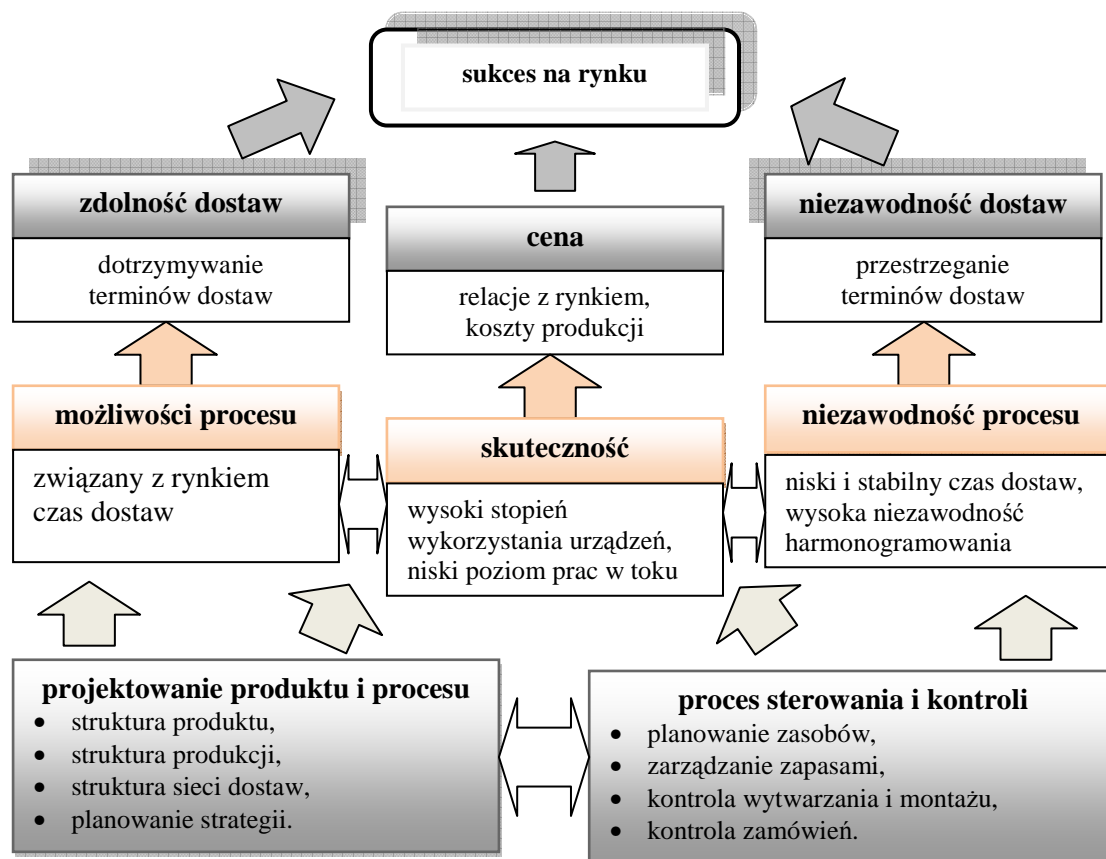 sukces na rynku
zdolność dostaw
dotrzymywanie
terminów dostaw
cena
relacje z rynkiem,
koszty produkcji
niezawodność dostaw
przestrzeganie
terminów dostaw
możliwości procesu
związany z rynkiem
czas dostaw
skuteczność
wysoki stopień
wykorzystania urządzeń,
niski poziom prac w toku
niezawodność procesu
niski i stabilny czas dostaw,
wysoka niezawodność
harmonogramowania
projektowanie produktu i procesu
• struktura produktu,
• struktura produkcji,
• struktura sieci dostaw,
• planowanie strategii.
proces sterowania i kontroli
• planowanie zasobów,
• zarządzanie zapasami,
• kontrola wytwarzania i montażu,
• kontrola zamówień.